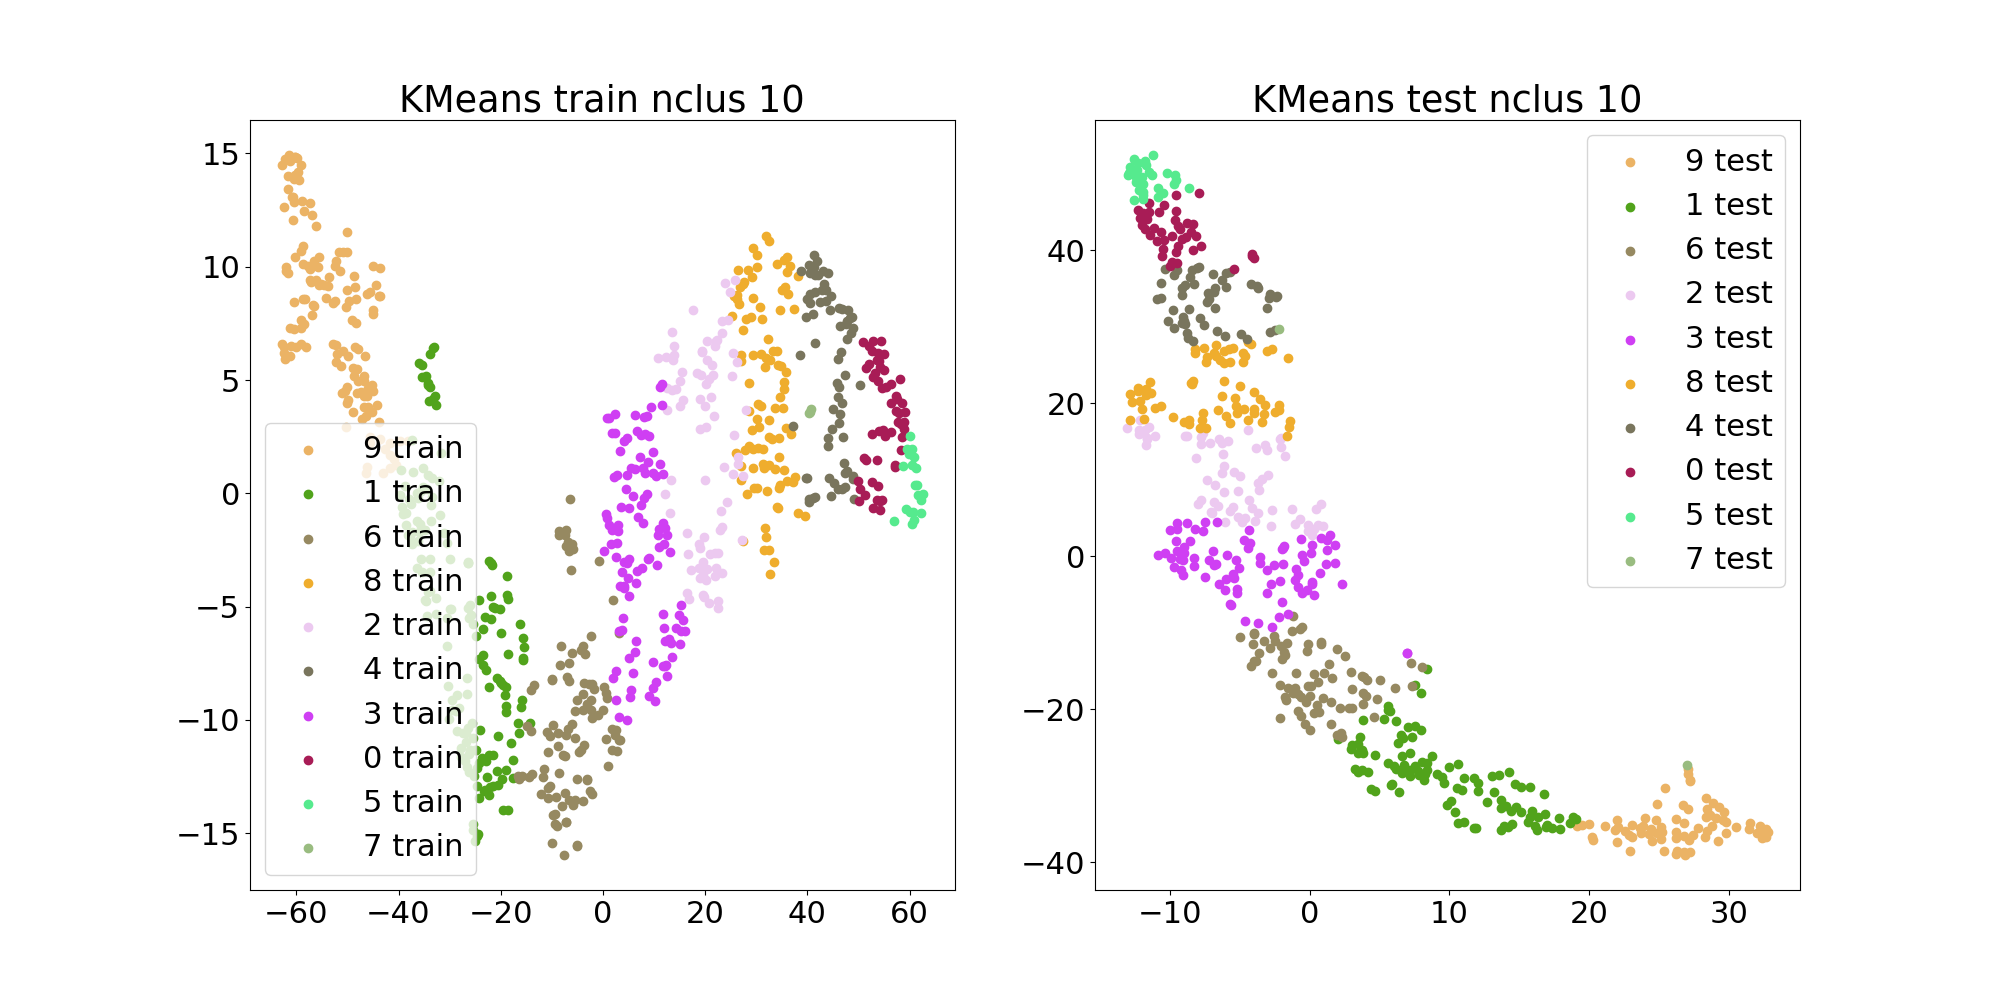 KMeans train nclus 10
15
10
5
0
−5
−10
−15
−60
−40
−20
0
20
40
60
9 train
1 train
6 train
8 train
2 train
4 train
3 train
0 train
5 train
7 train
KMeans test nclus 10
40
20
0
−20
−40
−10
0
10
20
30
9 test
1 test
6 test
2 test
3 test
8 test
4 test
0 test
5 test
7 test